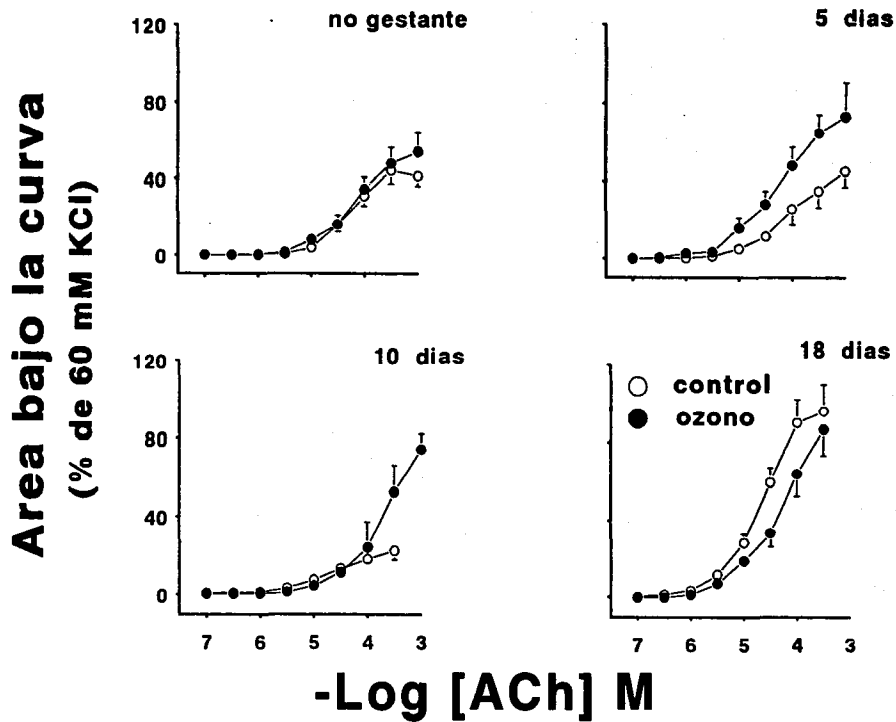 no gestante
5 dias
120
80
40
0
10 dias
18 dias
120
80
40
0
control
ozono
7 6 5 4 3
7 6 5 4 3
Area bajo la curva
(% de 60 mM KCl)
-Log [ACh] M